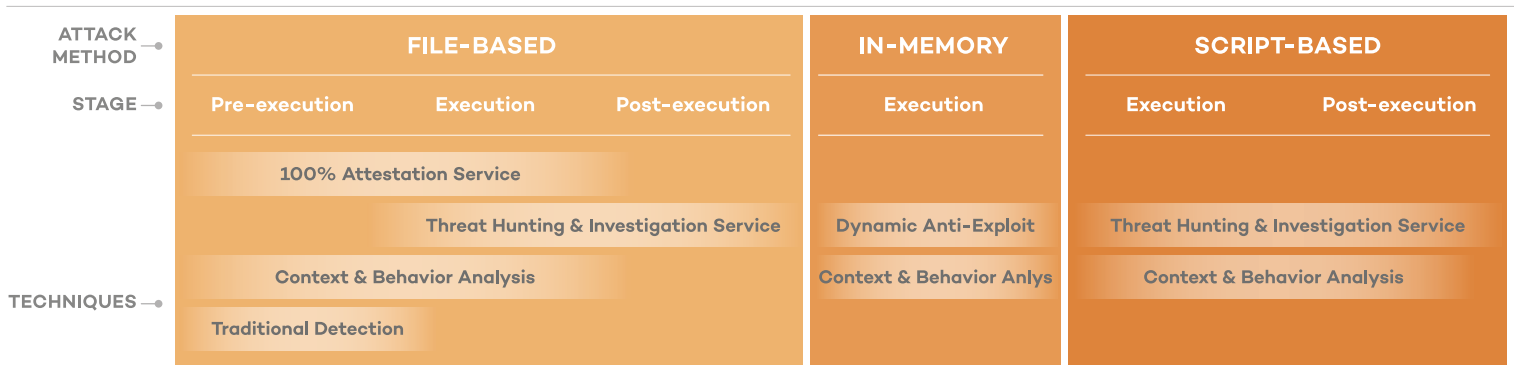 ATTACK
METHOD
FILE-BASED
IN-MEMORY
SCRIPT-BASED
STAGE
Pre-execution
Execution
Post-execution
Execution
Execution
Post-execution
100% Attestation Service
Threat Hunting & Investigation Service
Dynamic Anti-Exploit
Threat Hunting & Investigation Service
Context & Behavior Analysis
Context & Behavior Anlys
Context & Behavior Analysis
TECHNIQUES
Traditional Detection